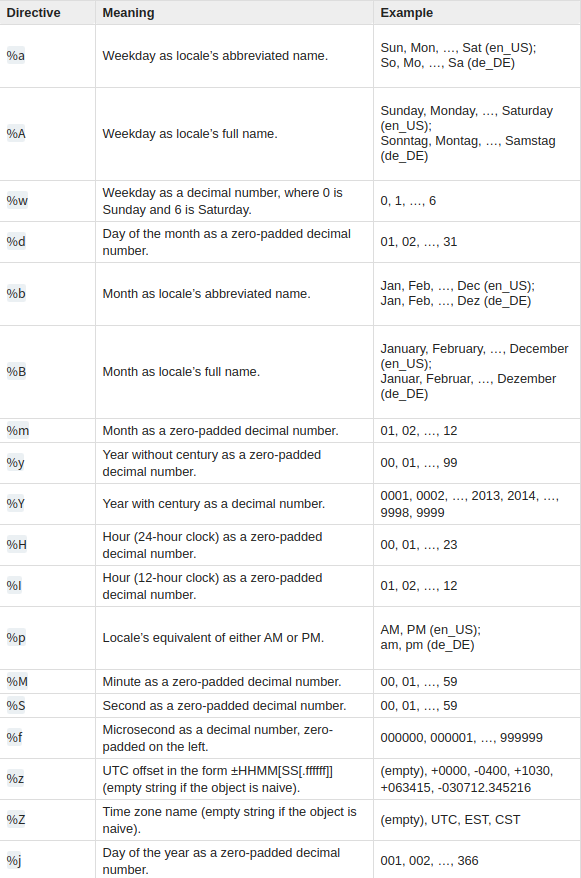 Directive Meaning Example
%a Weekday as locale’s abbreviated name. Sun, Mon, …, Sat (en_US);
So, Mo, …, Sa (de_DE)
%A Weekday as locale’s full name. Sunday, Monday, …, Saturday
(en_US);
Sonntag, Montag, …, Samstag
(de_DE)
%w Weekday as a decimal number, where 0 is
Sunday and 6 is Saturday. 0, 1, …, 6
%d Day of the month as a zero-padded decimal
number. 01, 02, …, 31
%b Month as locale’s abbreviated name. Jan, Feb, …, Dec (en_US);
Jan, Feb, …, Dez (de_DE)
%B Month as locale’s full name. January, February, …, December
(en_US);
Januar, Februar, …, Dezember
(de_DE)
%m Month as a zero-padded decimal number. 01, 02, …, 12
%y Year without century as a zero-padded
decimal number. 00, 01, …, 99
%Y Year with century as a decimal number. 0001, 0002, …, 2013, 2014, …,
9998, 9999
%H Hour (24-hour clock) as a zero-padded
decimal number. 00, 01, …, 23
%I Hour (12-hour clock) as a zero-padded
decimal number. 01, 02, …, 12
%p Locale’s equivalent of either AM or PM. AM, PM (en_US);
am, pm (de_DE)
%M Minute as a zero-padded decimal number. 00, 01, …, 59
%S Second as a zero-padded decimal number. 00, 01, …, 59
%f Microsecond as a decimal number, zero-
padded on the left. 000000, 000001, …, 999999
%z UTC offset in the form ±HHMM[SS[.ffffff]]
(empty string if the object is naive). (empty), +0000, -0400, +1030,
+063415, -030712.345216
%Z Time zone name (empty string if the object is
naive). (empty), UTC, EST, CST
%j Day of the year as a zero-padded decimal
number. 001, 002, …, 366